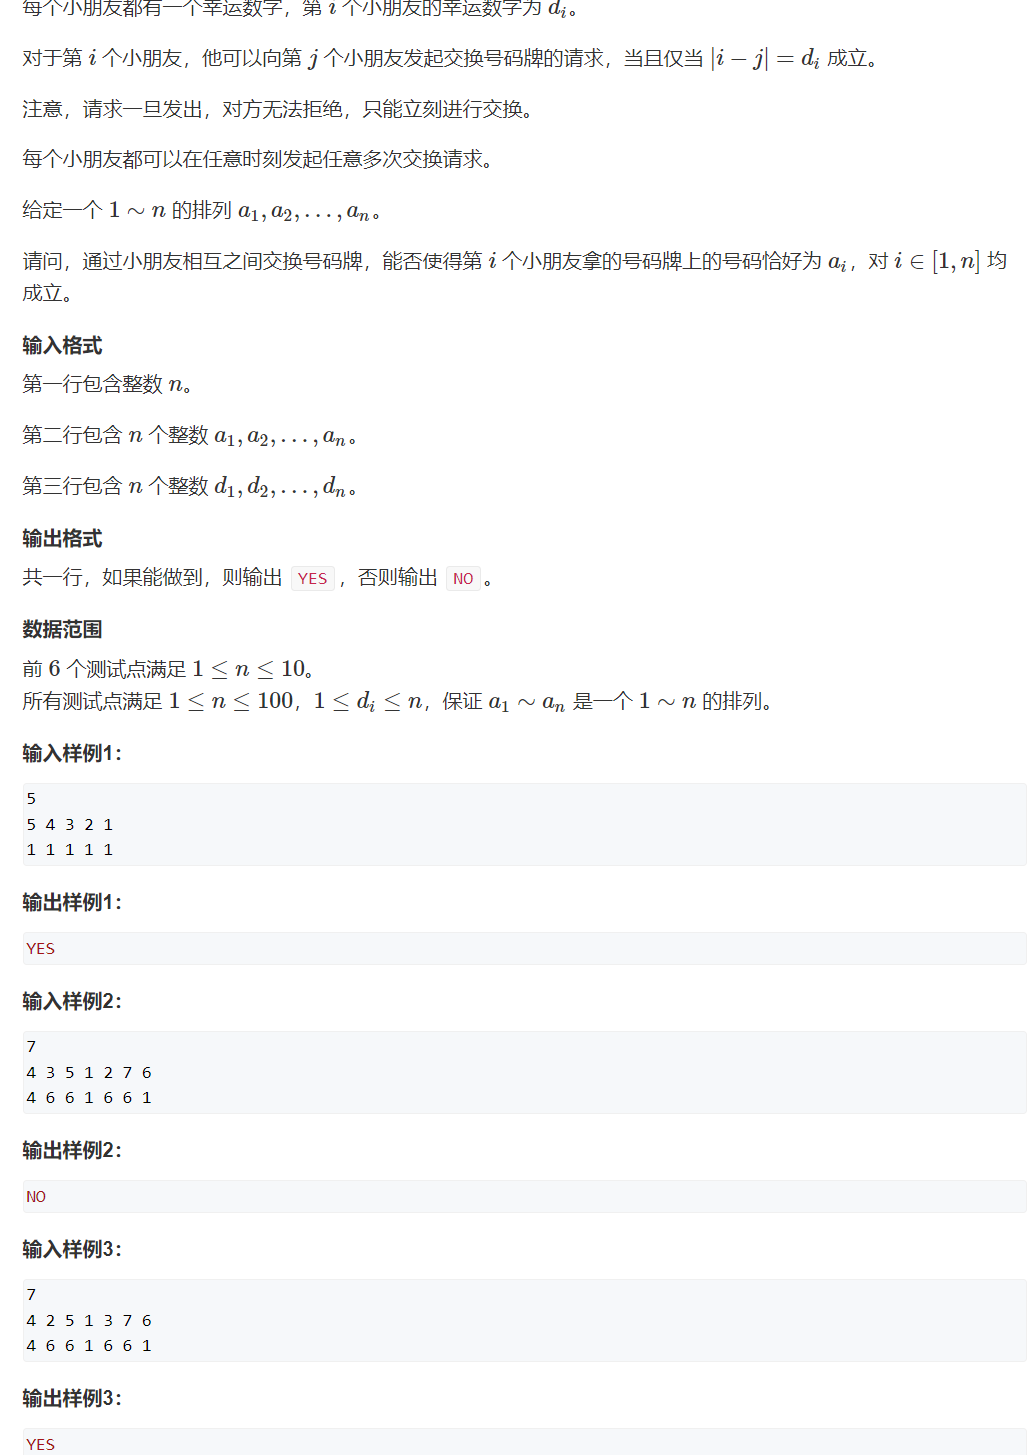 每个小朋友都有一个幸运数字，第 i 个小朋友的幸运数字为 d_i。
对于第 i 个小朋友，他可以向第 j 个小朋友发起交换号码牌的请求，当且仅当 |i − j| = d_i 成立。
注意，请求一旦发出，对方无法拒绝，只能立刻进行交换。
每个小朋友都可以在任意时刻发起任意多次交换请求。
给定一个 1 ∼ n 的排列 a_1, a_2, . . . , a_n。
请问，通过小朋友相互之间交换号码牌，能否使得第 i 个小朋友拿的号码牌上的号码恰好为 a_i，对 i ∈ [1, n] 均
成立。
输入格式
第一行包含整数 n。
第二行包含 n 个整数 a_1, a_2, . . . , a_n。
第三行包含 n 个整数 d_1, d_2, . . . , d_n。
输出格式
共一行，如果能做到，则输出 YES ，否则输出 NO 。
数据范围
前 6 个测试点满足 1 ≤ n ≤ 10。
所有测试点满足 1 ≤ n ≤ 100，1 ≤ d_i ≤ n，保证 a_1 ∼ a_n 是一个 1 ∼ n 的排列。
输入样例1：
5
5 4 3 2 1
1 1 1 1 1
输出样例1：
YES
输入样例2：
7
4 3 5 1 2 7 6
4 6 6 1 6 6 1
输出样例2：
NO
输入样例3：
7
4 2 5 1 3 7 6
4 6 6 1 6 6 1
输出样例3：
YES